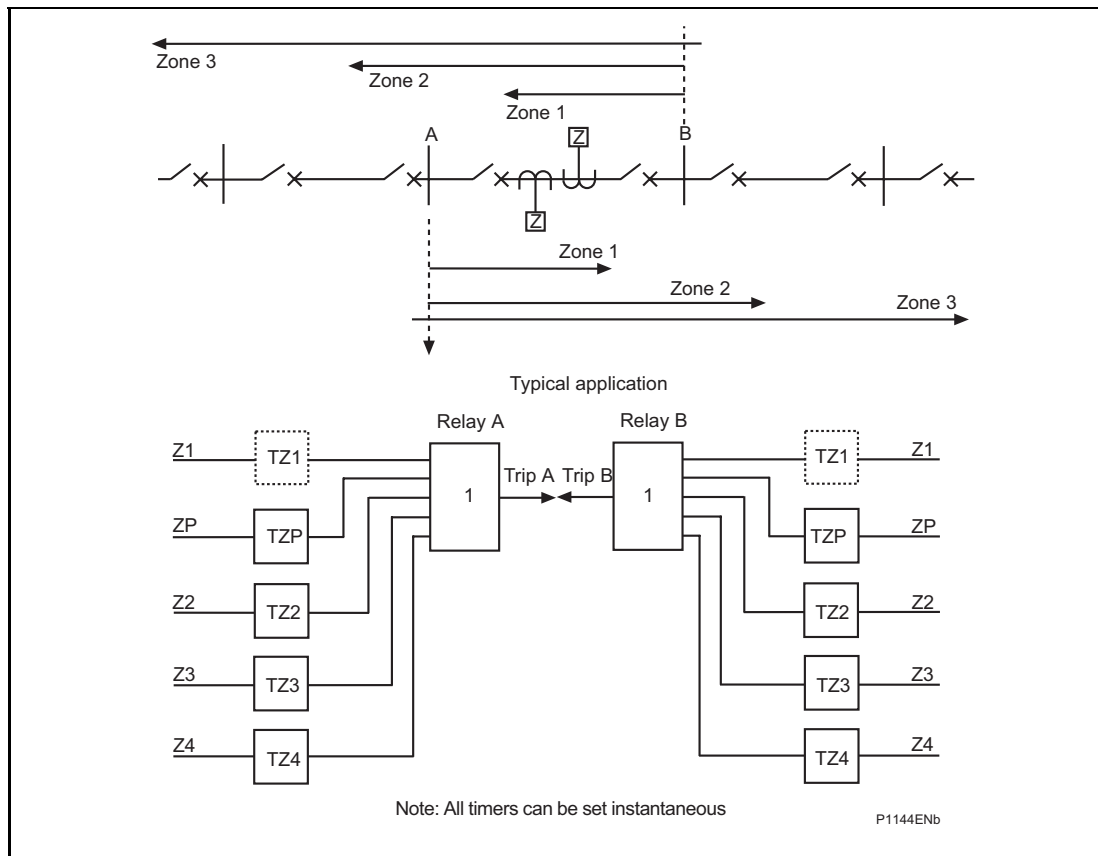 Zone 3
Zone 2
Zone 1
A
B
Z
Z
Zone 1
Zone 2
Zone 3
Typical application
Relay A
Relay B
Z1
TZ1
TZ1
Z1
Trip A
Trip B
1
1
ZP
TZP
TZP
ZP
Z2
TZ2
TZ2
Z2
Z3
TZ3
TZ3
Z3
Z4
TZ4
TZ4
Z4
Note: All timers can be set instantaneous
P1144ENb